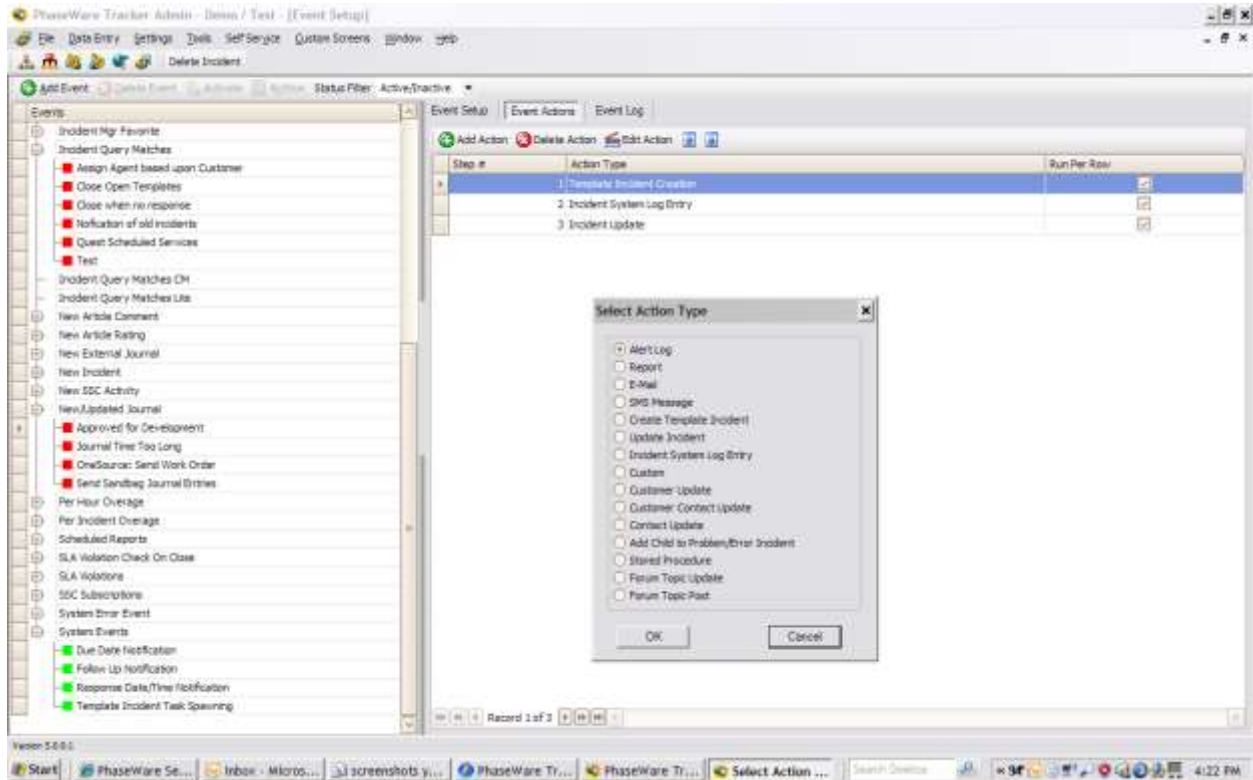 PhaseWare Tracker Admin - Demo / Test - [Event Setup]
File Data Entry Settings Tools Self Service Custom Screens Window Help
Delete Incident
Add Event Delete Event Activate Status Filter Active/Inactive
Events
Incident Mgr Favorite
Incident Query Matches
Assign Agent based upon Customer
Close Open Templates
Close when no response
Notification of old incidents
Quest Scheduled Services
Test
Incident Query Matches CM
Incident Query Matches Lite
New Article Comment
New Article Rating
New External Journal
New Incident
New SSC Activity
New/Updated Journal
Approved for Development
Journal Time Too Long
OneSource: Send Work Order
Send Sandbag Journal Entries
Per Hour Overage
Per Incident Overage
Scheduled Reports
SLA Violation Check On Close
SLA Violations
SSC Subscriptions
System Error Event
System Events
Due Date Notification
Follow Up Notification
Response Date/Time Notification
Template Incident Task Spawning
Event Setup Event Actions Event Log
Add Action Delete Action Edit Action
Step # Action Type Run Per Row
1 Template Incident Creation
2 Incident System Log Entry
3 Incident Update
Select Action Type
Alert Log
Report
E-Mail
SMS Message
Create Template Incident
Update Incident
Incident System Log Entry
Custom
Customer Update
Customer Contact Update
Contact Update
Add Child to Problem/Error Incident
Stored Procedure
Forum Topic Update
Forum Topic Post
OK Cancel
Record 1 of 3
Version 5.0.0.1
Start PhaseWare Se... Inbox - Micros... screenshots y... PhaseWare Tr... PhaseWare Tr... Select Action ... Search Desktop 4:22 PM